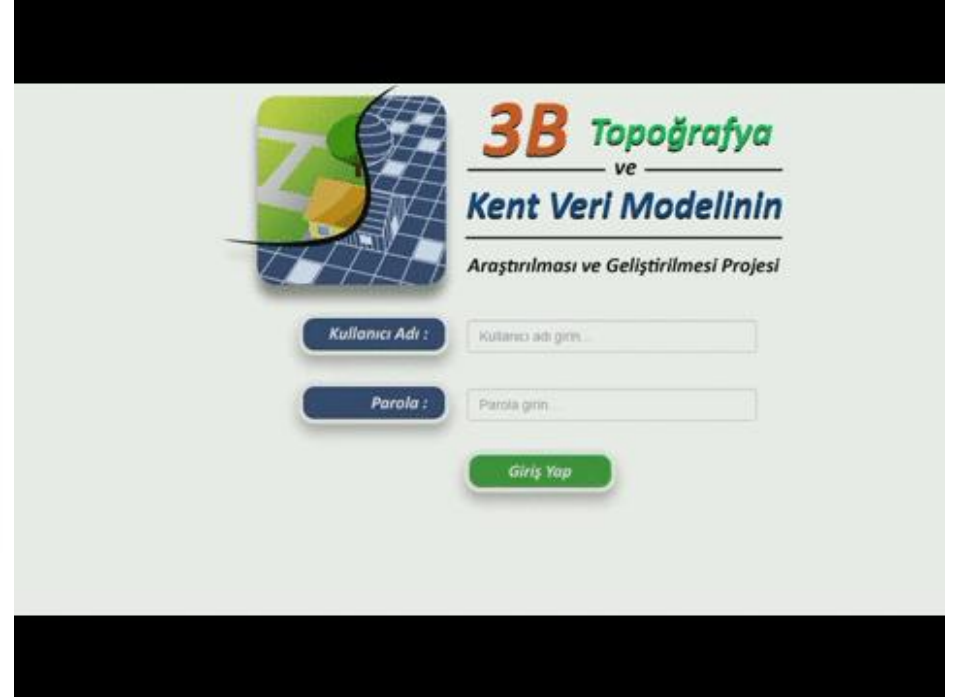 3B Topoğrafya
ve
Kent Veri Modelinin
Araştırılması ve Geliştirilmesi Projesi
Kullanıcı Adı :
Kullanıcı adı girin...
Parola :
Parola girin...
Giriş Yap